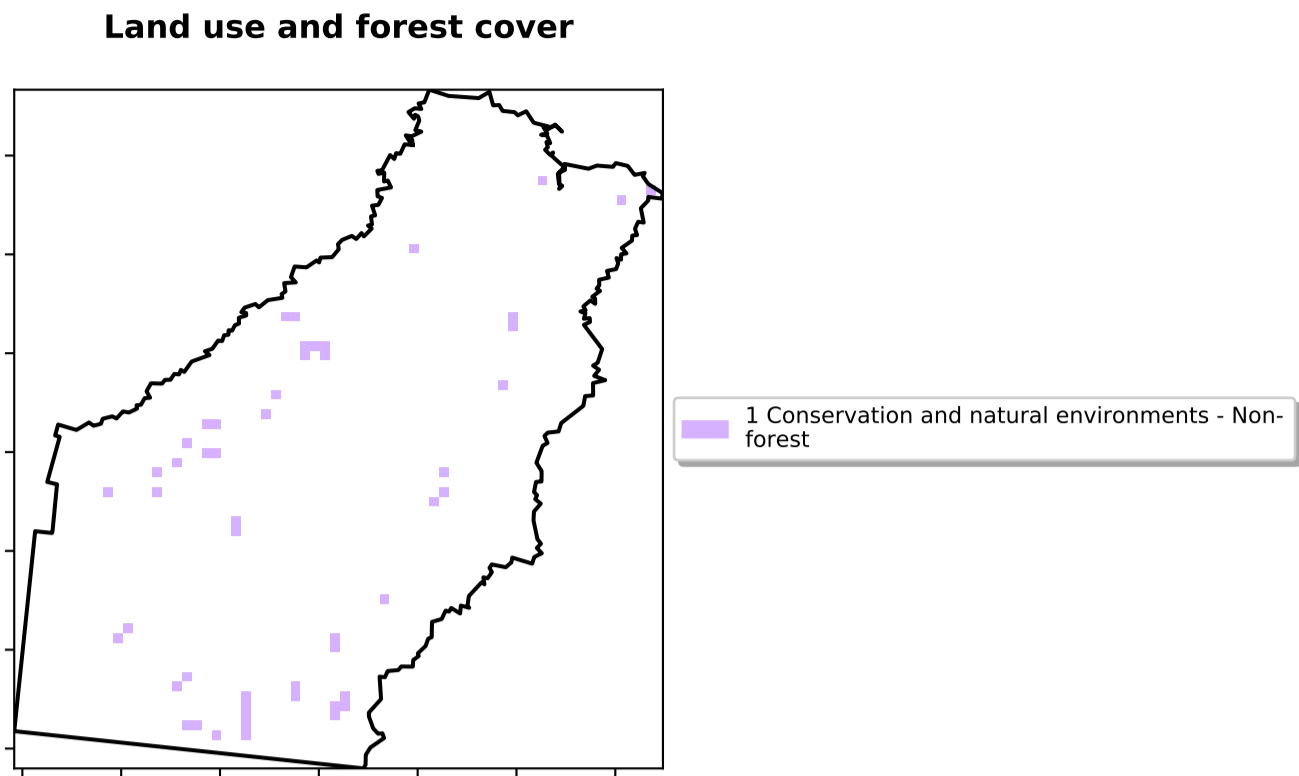 Land use and forest cover
1 Conservation and natural environments - Non-
forest